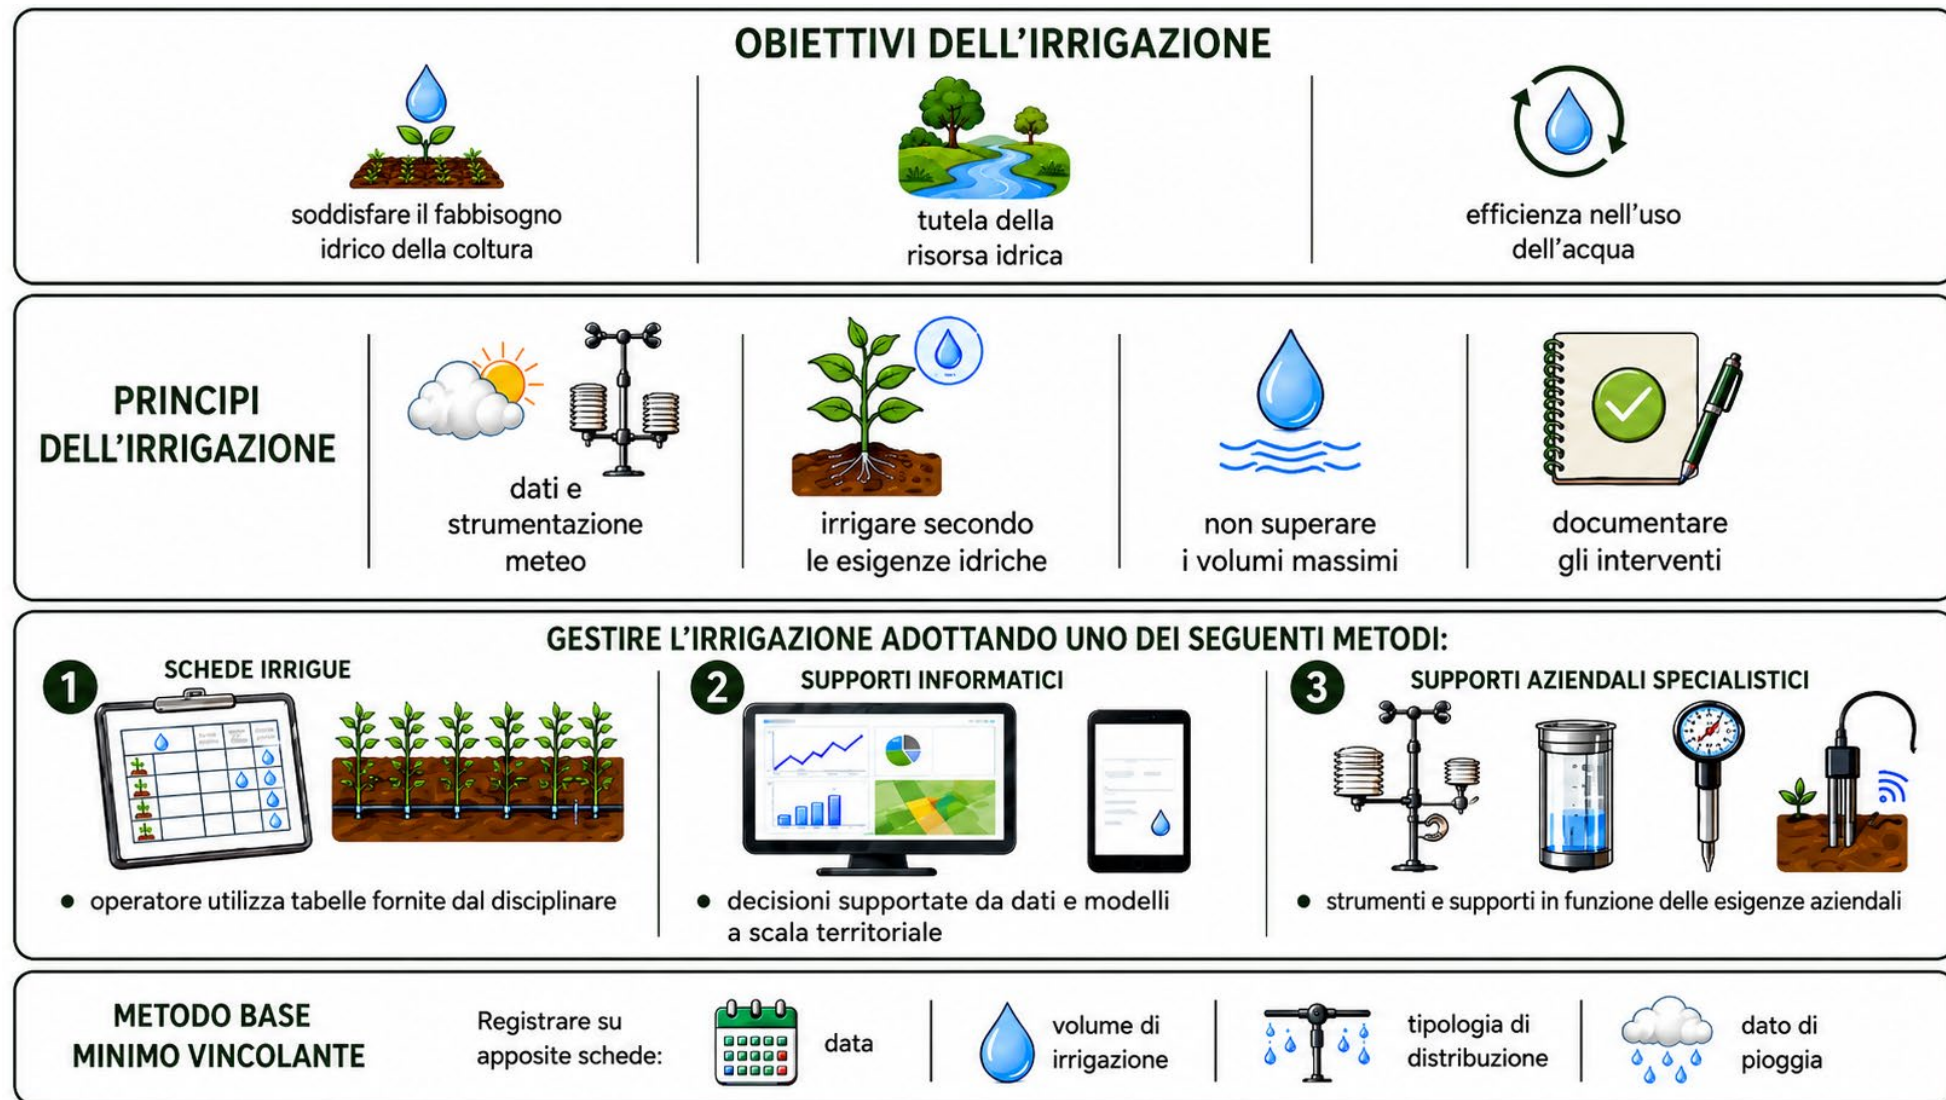 OBIETTIVI DELL'IRRIGAZIONE
soddisfare il fabbisogno
idrico della coltura
tutela della
risorsa idrica
efficienza nell'uso
dell'acqua
PRINCIPI
DELL'IRRIGAZIONE
dati e
strumentazione
meteo
irrigare secondo
le esigenze idriche
non superare
i volumi massimi
documentare
gli interventi
GESTIRE L'IRRIGAZIONE ADOTTANDO UNO DEI SEGUENTI METODI:
1
SCHEDE IRRIGUE
• operatore utilizza tabelle fornite dal disciplinare
2
SUPPORTI INFORMATICI
• decisioni supportate da dati e modelli
a scala territoriale
3
SUPPORTI AZIENDALI SPECIALISTICI
• strumenti e supporti in funzione delle esigenze aziendali
METODO BASE
MINIMO VINCOLANTE
Registrare su
apposite schede:
data
volume di
irrigazione
tipologia di
distribuzione
dato di
pioggia